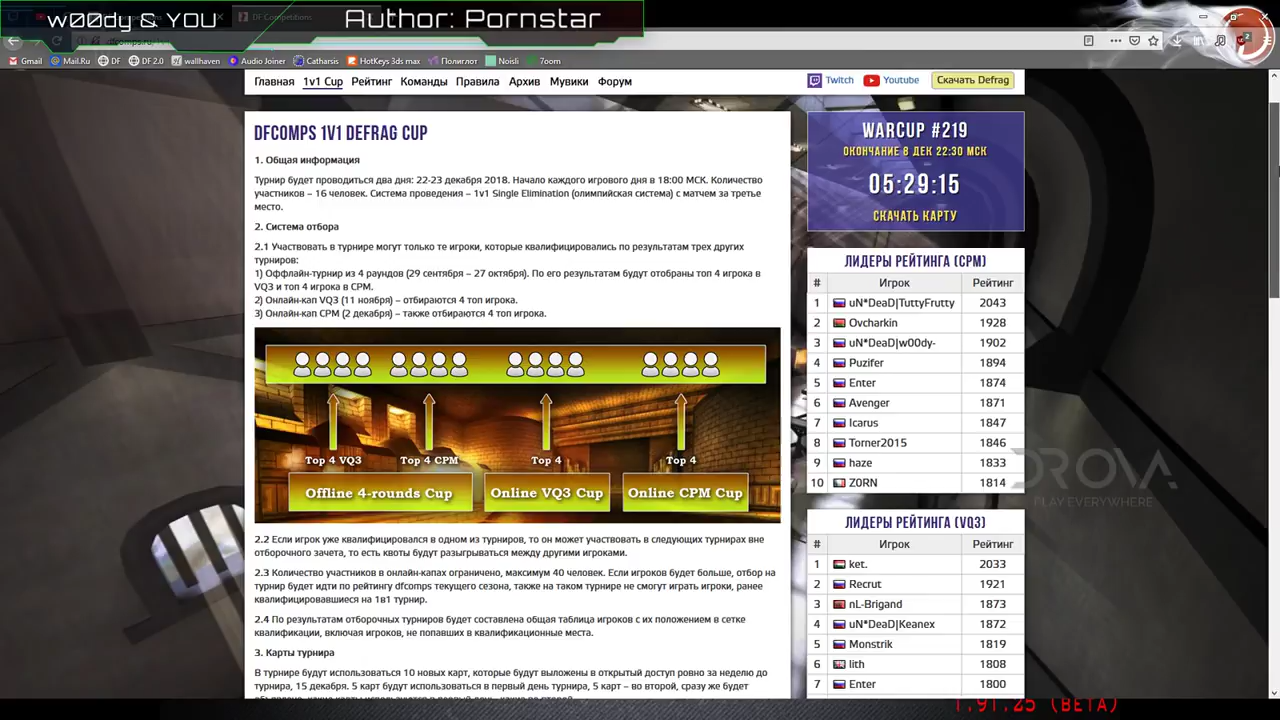 w00dy & YOU
Author: Pornstar
DF Competitions
Gmail Mail.Ru DF DF 2.0 wallhaven Audio Joiner Catharsis HotKeys 3ds max Полиглот Noisli 7oom
Главная 1v1 Cup Рейтинг Команды Правила Архив Мувики Форум
Twitch Youtube Скачать Defrag
DFCOMPS 1V1 DEFRAG CUP
1. Общая информация
Турнир будет проводиться два дня: 22-23 декабря 2018. Начало каждого игрового дня в 18:00 МСК. Количество
участников – 16 человек. Система проведения – 1v1 Single Elimination (олимпийская система) с матчем за третье
место.
2. Система отбора
2.1 Участвовать в турнире могут только те игроки, которые квалифицировались по результатам трех других
турниров:
1) Оффлайн-турнир из 4 раундов (29 сентября – 27 октября). По его результатам будут отобраны топ 4 игрока в
VQ3 и топ 4 игрока в CPM.
2) Онлайн-кап VQ3 (11 ноября) – отбираются 4 топ игрока.
3) Онлайн-кап CPM (2 декабря) – также отбираются 4 топ игрока.
Top 4 VQ3 Top 4 CPM Top 4 Top 4
Offline 4-rounds Cup Online VQ3 Cup Online CPM Cup
2.2 Если игрок уже квалифицировался в одном из турниров, то он может участвовать в следующих турнирах вне
отборочного зачета, то есть квоты будут разыгрываться между другими игроками.
2.3 Количество участников в онлайн-капах ограничено, максимум 40 человек. Если игроков будет больше, отбор на
турнир будет идти по рейтингу dfcomps текущего сезона, также на таком турнире не смогут играть игроки, ранее
квалифицировавшиеся на 1в1 турнир.
2.4 По результатам отборочных турниров будет составлена общая таблица игроков с их положением в сетке
квалификации, включая игроков, не попавших в квалификационные места.
3. Карты турнира
В турнире будут использоваться 10 новых карт, которые будут выложены в открытый доступ ровно за неделю до
турнира, 15 декабря. 5 карт будут использоваться в первый день турнира, 5 карт – во второй, сразу же будет
WARCUP #219
ОКОНЧАНИЕ 8 ДЕК 22:30 МСК
05:29:15
СКАЧАТЬ КАРТУ
ЛИДЕРЫ РЕЙТИНГА (CPM)
# Игрок Рейтинг
1 uN*DeaD|TuttyFrutty 2043
2 Ovcharkin 1928
3 uN*DeaD|w00dy- 1902
4 Puzifer 1894
5 Enter 1874
6 Avenger 1871
7 Icarus 1847
8 Torner2015 1846
9 haze 1833
10 Z0RN 1814
ЛИДЕРЫ РЕЙТИНГА (VQ3)
# Игрок Рейтинг
1 ket. 2033
2 Recrut 1921
3 nL-Brigand 1873
4 uN*DeaD|Keanex 1872
5 Monstrik 1819
6 lith 1808
7 Enter 1800
DROVA
PLAY EVERYWHERE
1.91.25 (BETA)